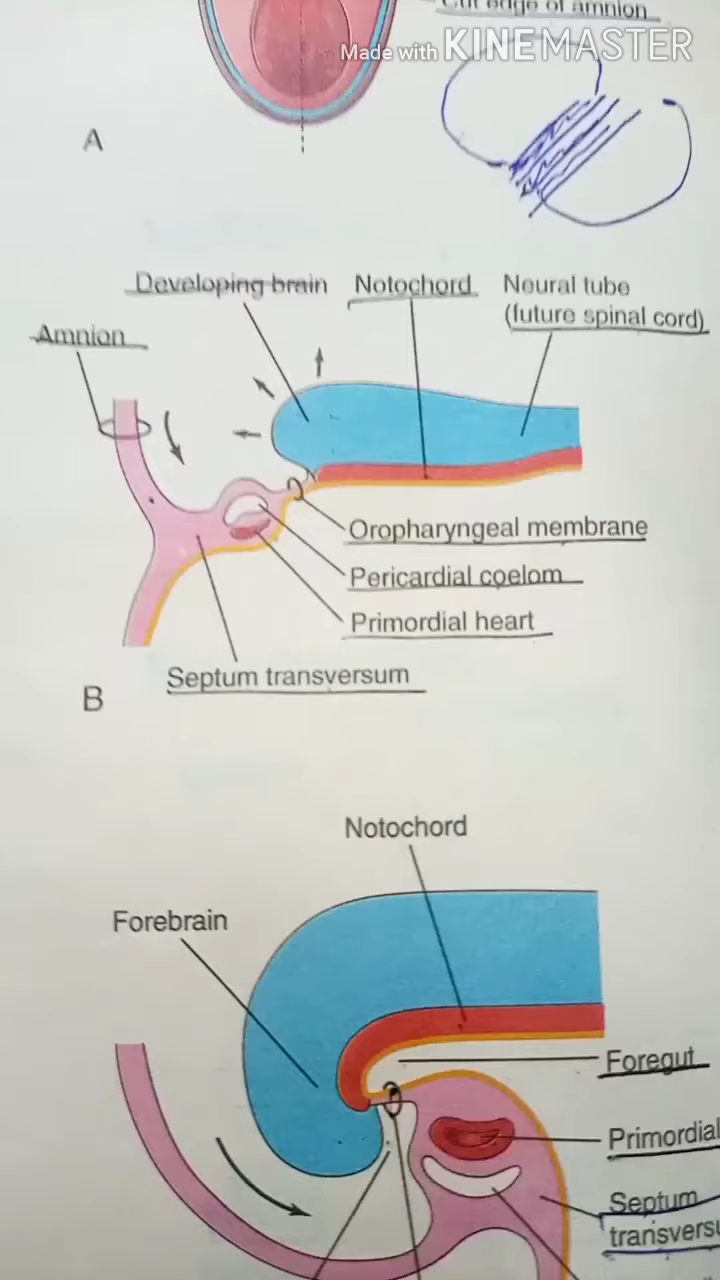 Cut edge of amnion
Made with KINEMASTER
A
Developing brain
Notochord
Neural tube
(future spinal cord)
Amnion
Oropharyngeal membrane
Pericardial coelom
Primordial heart
Septum transversum
B
Notochord
Forebrain
Foregut
Primordial
Septum
transversu